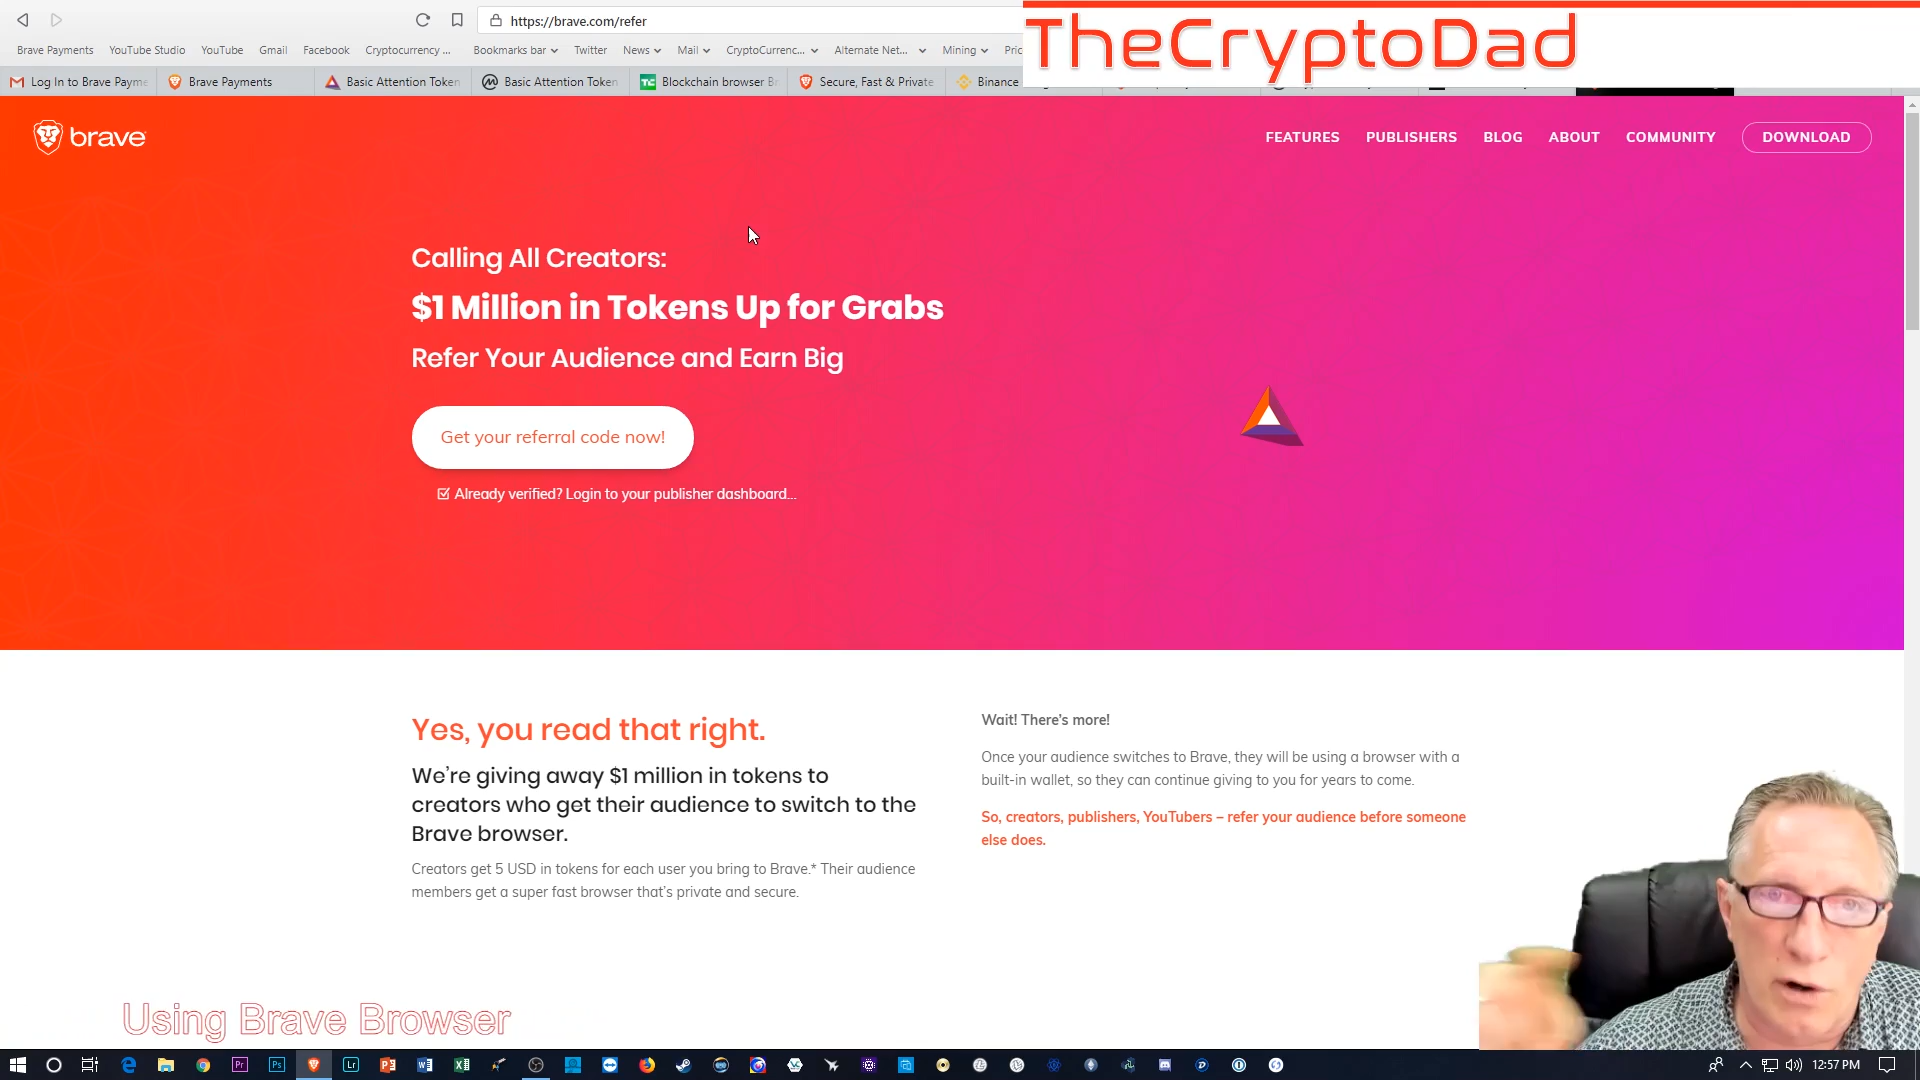 https://brave.com/refer
TheCryptoDad
Brave Payments YouTube Studio YouTube Gmail Facebook Cryptocurrency ... Bookmarks bar Twitter News Mail CryptoCurrenc... Alternate Net... Mining
Log In to Brave Payme Brave Payments Basic Attention Token Basic Attention Token Blockchain browser Br Secure, Fast & Private Binance
brave
FEATURES PUBLISHERS BLOG ABOUT COMMUNITY DOWNLOAD
Calling All Creators:
$1 Million in Tokens Up for Grabs
Refer Your Audience and Earn Big
Get your referral code now!
Already verified? Login to your publisher dashboard...
Yes, you read that right.
We're giving away $1 million in tokens to
creators who get their audience to switch to the
Brave browser.
Creators get 5 USD in tokens for each user you bring to Brave.* Their audience
members get a super fast browser that's private and secure.
Wait! There's more!
Once your audience switches to Brave, they will be using a browser with a
built-in wallet, so they can continue giving to you for years to come.
So, creators, publishers, YouTubers – refer your audience before someone
else does.
Using Brave Browser
12:57 PM